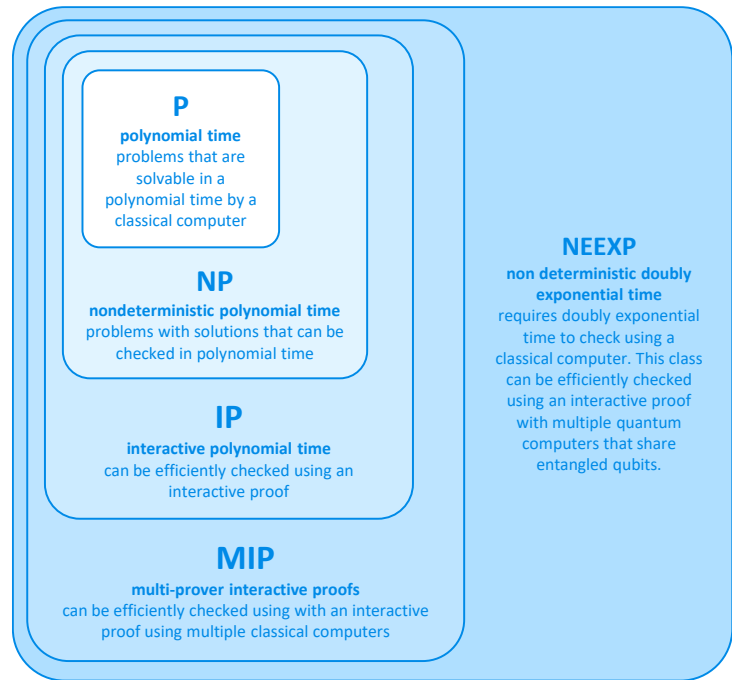 P
polynomial time
problems that are
solvable in a
polynomial time by a
classical computer
NP
nondeterministic polynomial time
problems with solutions that can be
checked in polynomial time
IP
interactive polynomial time
can be efficiently checked using an
interactive proof
MIP
multi-prover interactive proofs
can be efficiently checked using with an interactive
proof using multiple classical computers
NEEXP
non deterministic doubly
exponential time
requires doubly exponential
time to check using a
classical computer. This class
can be efficiently checked
using an interactive proof
with multiple quantum
computers that share
entangled qubits.